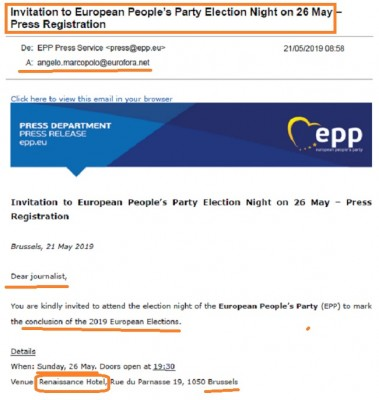 Invitation to European People's Party Election Night on 26 May –
Press Registration
De: EPP Press Service <press@epp.eu>
21/05/2019 08:58
A: angelo.marcopolo@eurofora.net
Click here to view this email in your browser
PRESS DEPARTMENT
PRESS RELEASE
epp.eu
epp
european people's party
Invitation to European People's Party Election Night on 26 May – Press
Registration
Brussels, 21 May 2019
Dear journalist,
You are kindly invited to attend the election night of the European People's Party (EPP) to mark
the conclusion of the 2019 European Elections.
Details
When: Sunday, 26 May. Doors open at 19:30
Venue: Renaissance Hotel, Rue du Parnasse 19, 1050 Brussels